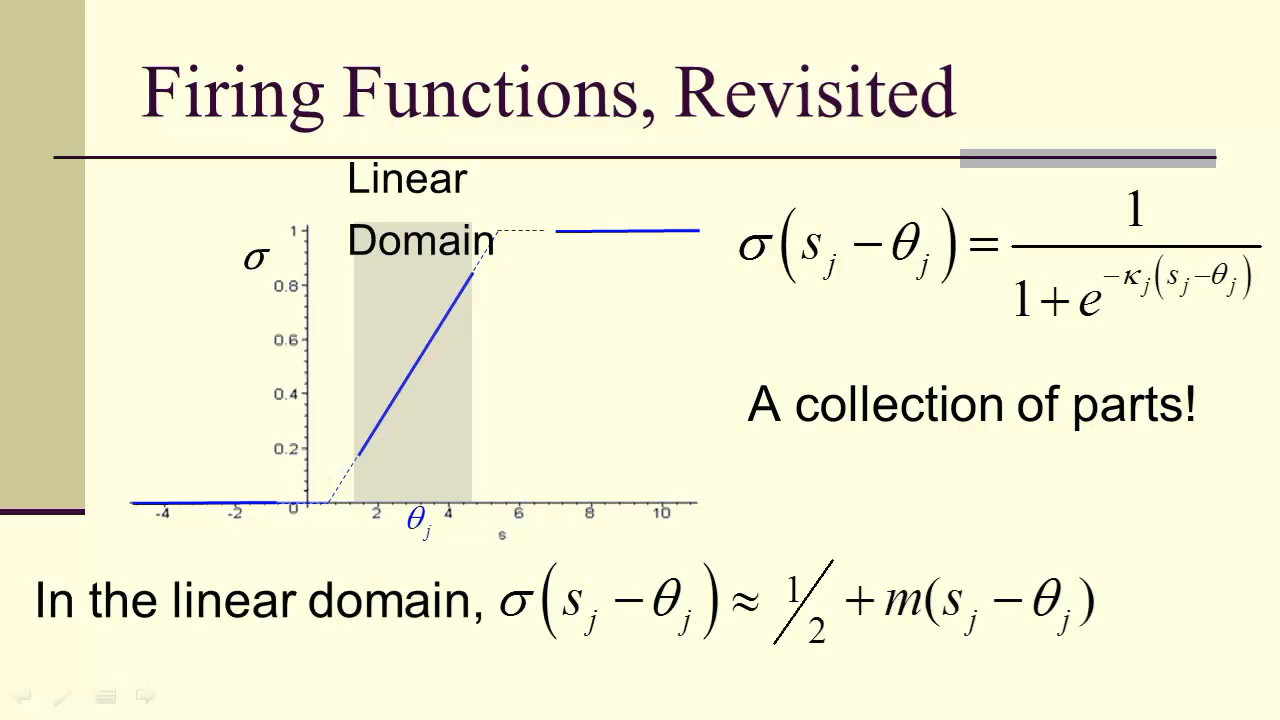 Firing Functions, Revisited
Linear
Domain
σ
1
0.8
0.6
0.4
0.2
0
-4 -2 2 4 6 8 10
θ_j
s
σ(s_j − θ_j) = 1 / (1 + e^{−κ_j(s_j − θ_j)})
A collection of parts!
In the linear domain, σ(s_j − θ_j) ≈ 1/2 + m(s_j − θ_j)